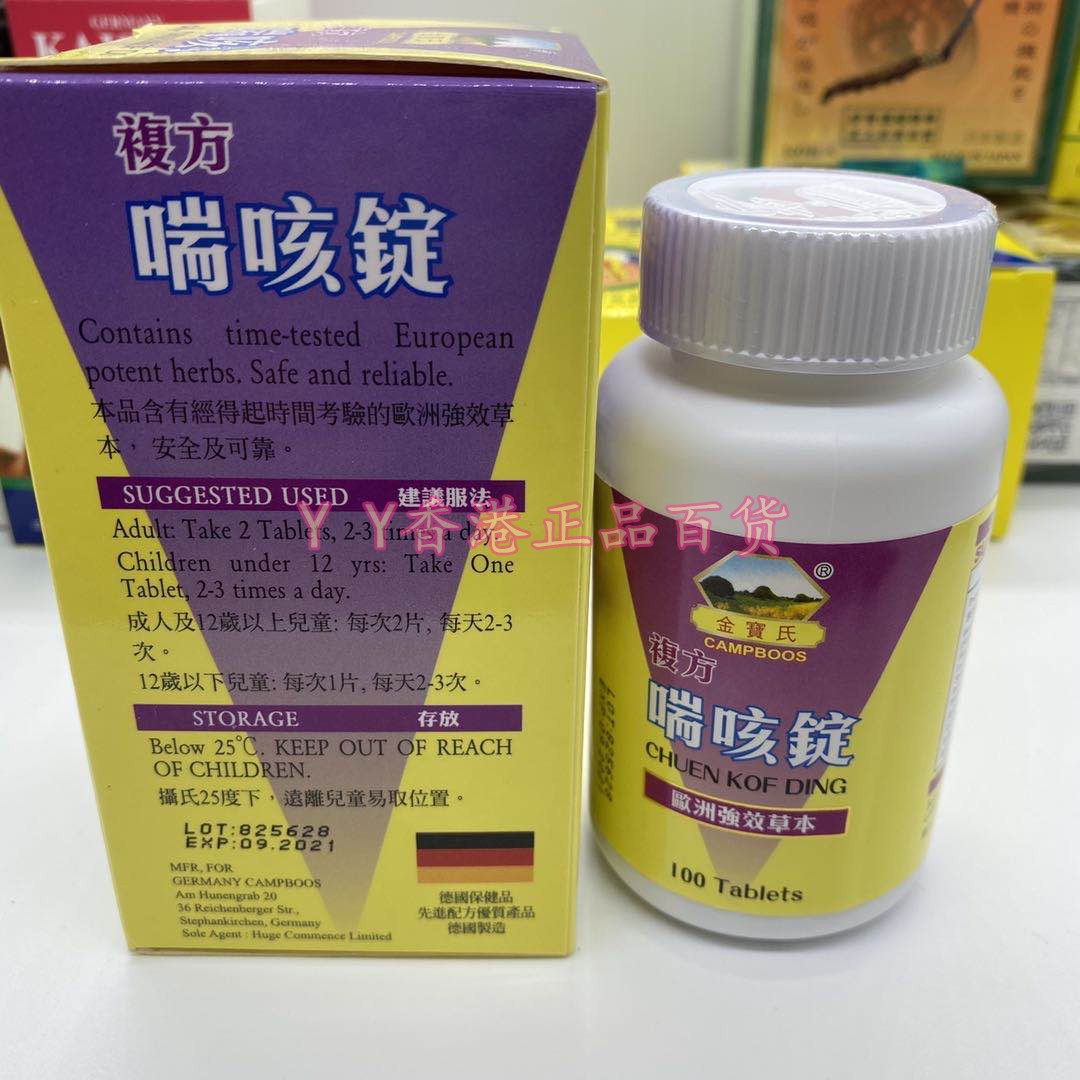 GERMANY
複方
喘咳錠
Contains time-tested European
potent herbs. Safe and reliable.
本品含有經得起時間考驗的歐洲強效草
本， 安全及可靠。
SUGGESTED USED 建議服法
Adult: Take 2 Tablets, 2-3 times a day.
Children under 12 yrs: Take One
Tablet, 2-3 times a day.
成人及12歲以上兒童: 每次2片, 每天2-3
次。
12歲以下兒童: 每次1片, 每天2-3次。
STORAGE 存放
Below 25℃. KEEP OUT OF REACH
OF CHILDREN.
攝氏25度下，遠離兒童易取位置。
LOT:825628
EXP:09.2021
MFR, FOR
GERMANY CAMPBOOS
Am Hunengrab 20
36 Reichenberger Str.,
Stephankirchen, Germany
Sole Agent : Huge Commence Limited
德國保健品
先進配方優質產品
德國製造
ＹＹ香港正品百货
金寶氏
CAMPBOOS
®
複方
喘咳錠
CHUEN KOF DING
歐洲強效草本
100 Tablets
LOT:825628